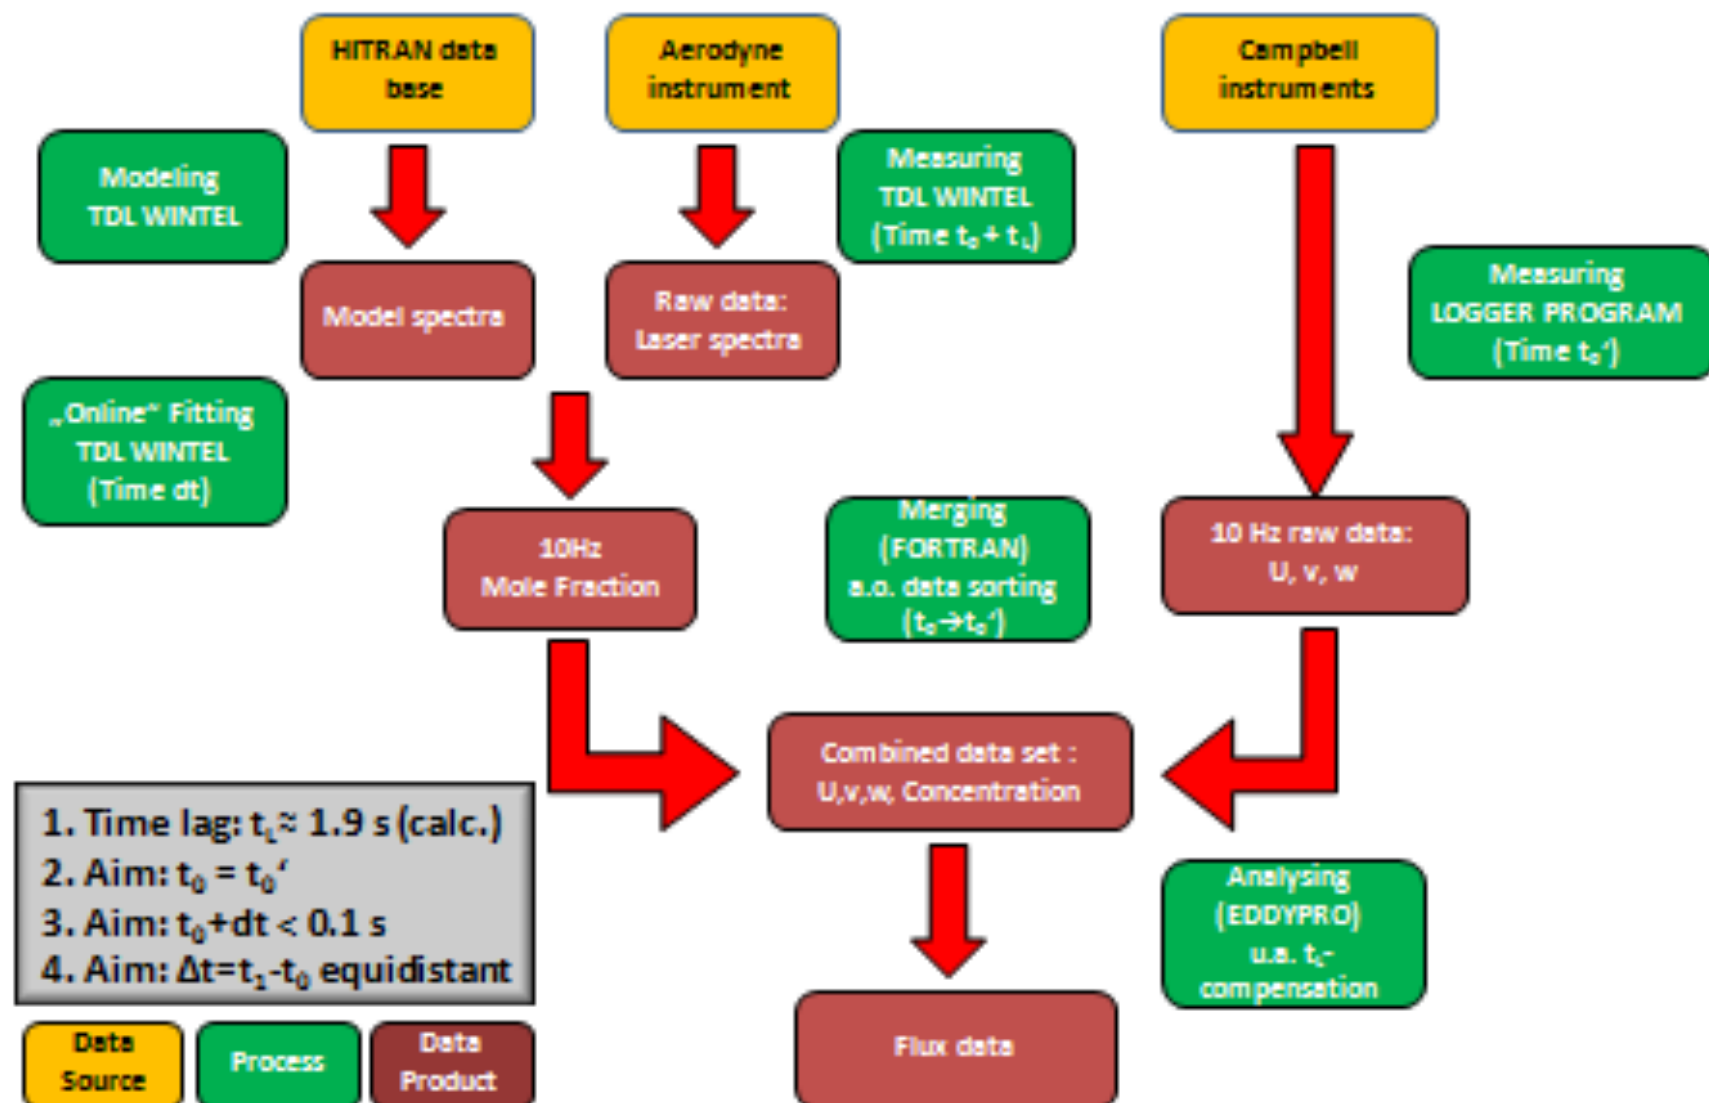 HITRAN data
base
Aerodyne
instrument
Campbell
instruments
Modeling
TDL WINTEL
Measuring
TDL WINTEL
(Time t₀ + t_L)
Measuring
LOGGER PROGRAM
(Time t₀‘)
Model spectra
Raw data:
Laser spectra
„Online“ Fitting
TDL WINTEL
(Time dt)
10Hz
Mole Fraction
Merging
(FORTRAN)
a.o. data sorting
(t₀→t₀‘)
10 Hz raw data:
U, v, w
Combined data set :
U,v,w, Concentration
1. Time lag: t_L ≈ 1.9 s (calc.)
2. Aim: t₀ = t₀‘
3. Aim: t₀+dt < 0.1 s
4. Aim: Δt=t₁-t₀ equidistant
Analysing
(EDDYPRO)
u.a. t_L-
compensation
Flux data
Data
Source
Process
Data
Product